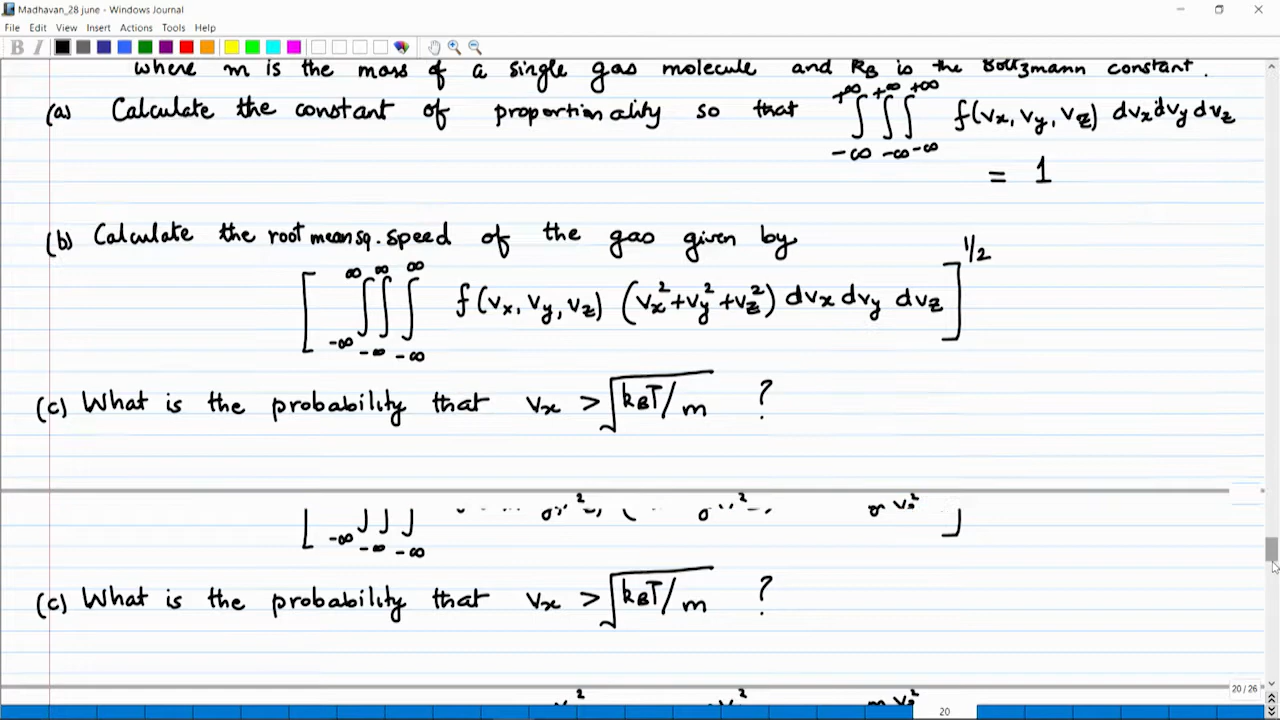 Madhavan_28 june - Windows Journal
File Edit View Insert Actions Tools Help
B I
where m is the mass of a single gas molecule and kB is the Boltzmann constant.
(a) Calculate the constant of proportionality so that ∫_{-∞}^{+∞} ∫_{-∞}^{+∞} ∫_{-∞}^{+∞} f(vx, vy, vz) dvx dvy dvz
= 1
(b) Calculate the root mean sq. speed of the gas given by
[ ∫_{-∞}^{∞} ∫_{-∞}^{∞} ∫_{-∞}^{∞} f(vx, vy, vz) (vx² + vy² + vz²) dvx dvy dvz ]^{1/2}
(c) What is the probability that vx > √(kBT/m) ?
(c) What is the probability that vx > √(kBT/m) ?
20 / 26
20